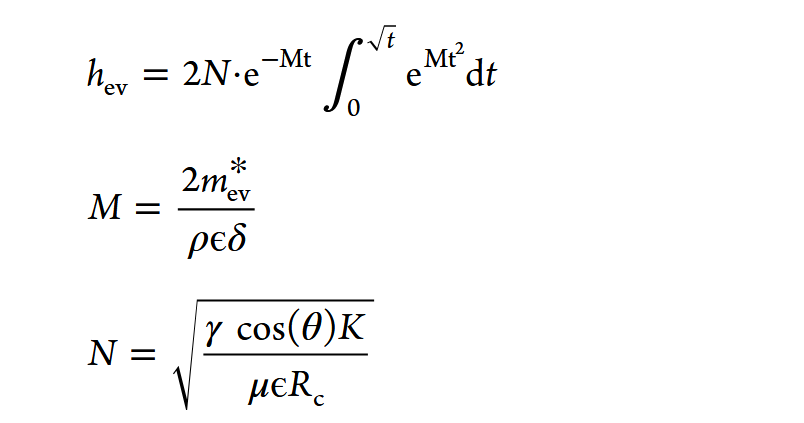 h_ev = 2N·e^−Mt ∫_0^√t e^Mt² dt
M = 2m*_ev / ρϵδ
N = √(γ cos(θ)K / μϵR_c)